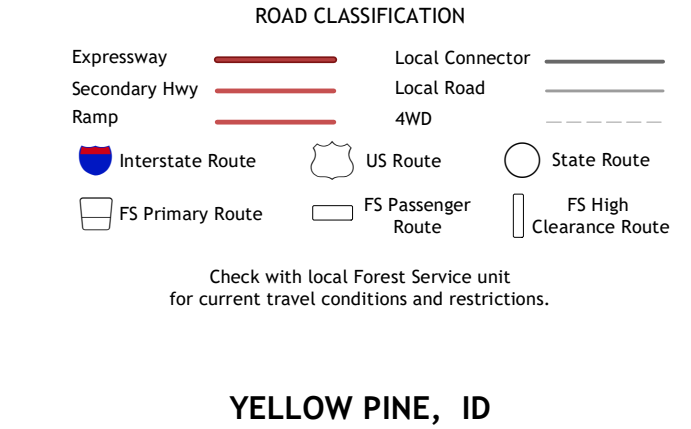 ROAD CLASSIFICATION
Expressway
Local Connector
Secondary Hwy
Local Road
Ramp
4WD
Interstate Route
US Route
State Route
FS Primary Route
FS Passenger
Route
FS High
Clearance Route
Check with local Forest Service unit
for current travel conditions and restrictions.
YELLOW PINE, ID